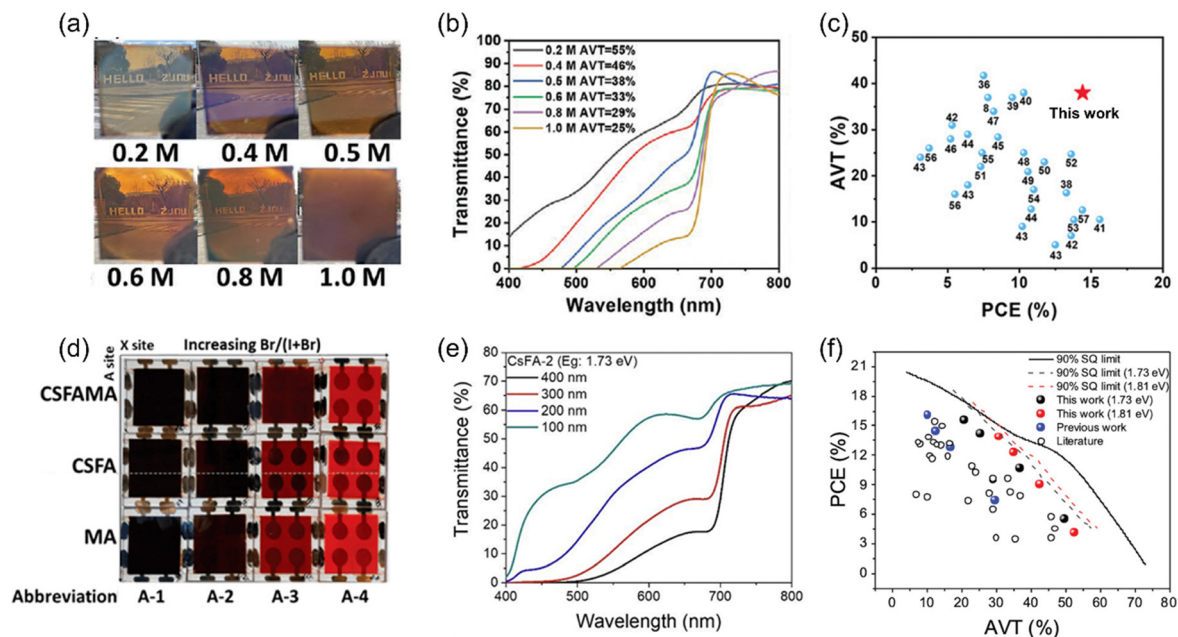 (a)
HELLO
HELLO
HELLO
0.2 M
0.4 M
0.5 M
HELLO
HELLO
0.6 M
0.8 M
1.0 M
(b)
100
90
80
70
60
50
40
30
20
10
0
Transmittance (%)
0.2 M AVT=55%
0.4 M AVT=46%
0.5 M AVT=38%
0.6 M AVT=33%
0.8 M AVT=29%
1.0 M AVT=25%
400 500 600 700 800
Wavelength (nm)
(c)
50
40
30
20
10
0
AVT (%)
This work
36
8
47
39
40
42
46
44
45
56
43
55
51
48
49
50
52
56
43
54
38
44
43
57
53
41
42
43
0 5 10 15 20
PCE (%)
(d)
X site
A site
Increasing Br/(I+Br)
CSFAMA
CSFA
MA
Abbreviation A-1 A-2 A-3 A-4
(e)
80
70
60
50
40
30
20
10
0
Transmittance (%)
CsFA-2 (Eg: 1.73 eV)
400 nm
300 nm
200 nm
100 nm
400 500 600 700 800
Wavelength (nm)
(f)
24
21
18
15
12
9
6
3
0
PCE (%)
90% SQ limit
90% SQ limit (1.73 eV)
90% SQ limit (1.81 eV)
This work (1.73 eV)
This work (1.81 eV)
Previous work
Literature
0 10 20 30 40 50 60 70 80
AVT (%)